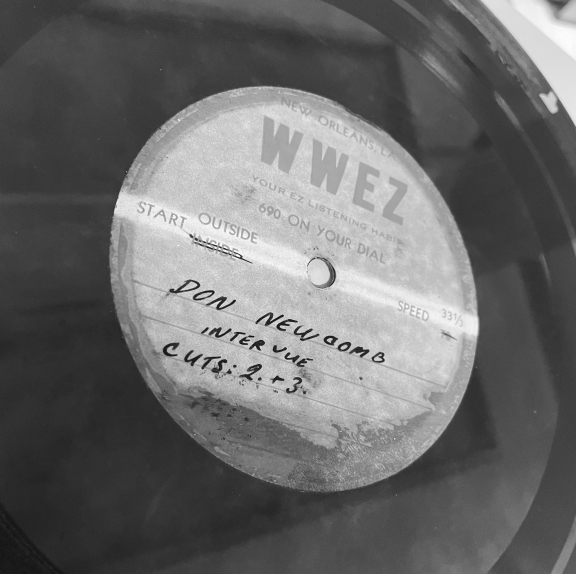 NEW ORLEANS, LA
WWEZ
YOUR EZ LISTENING HABIT
690 ON YOUR DIAL
START OUTSIDE
INSIDE
SPEED 33⅓
DON NEWCOMB
INTERVUE
CUTS: 2. + 3.